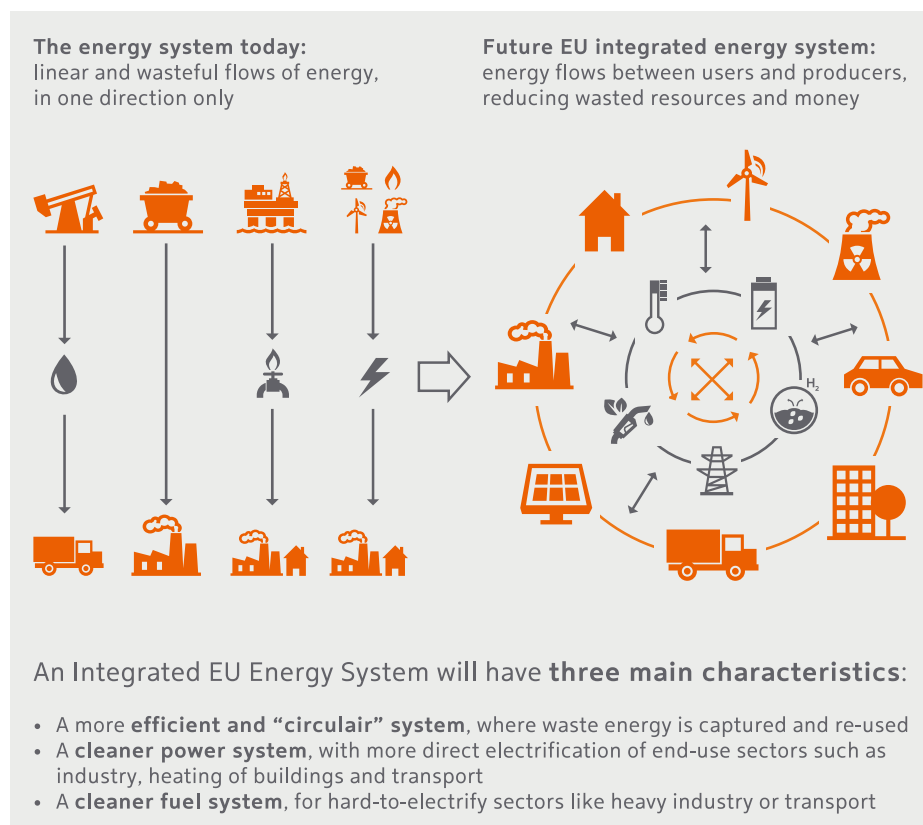 The energy system today:
linear and wasteful flows of energy,
in one direction only
Future EU integrated energy system:
energy flows between users and producers,
reducing wasted resources and money
H₂
An Integrated EU Energy System will have three main characteristics:
• A more efficient and “circulair” system, where waste energy is captured and re-used
• A cleaner power system, with more direct electrification of end-use sectors such as
industry, heating of buildings and transport
• A cleaner fuel system, for hard-to-electrify sectors like heavy industry or transport